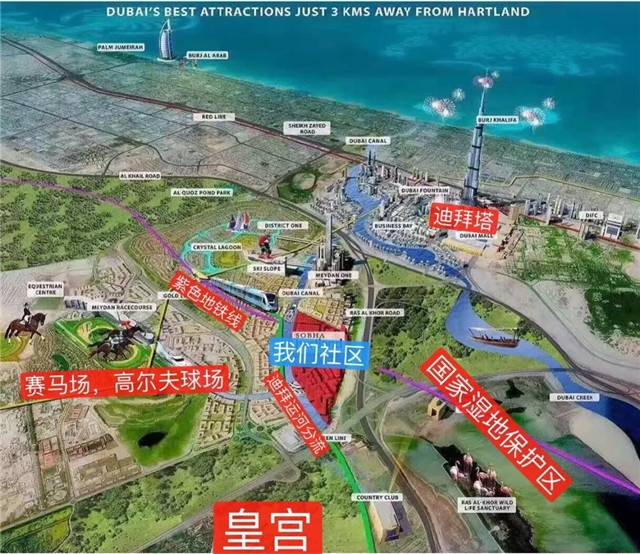 DUBAI'S BEST ATTRACTIONS JUST 3 KMS AWAY FROM HARTLAND
PALM JUMEIRAH
BURJ AL ARAB
RED LINE
SHEIKH ZAYED
ROAD
BURJ KHALIFA
DUBAI CANAL
AL KHAIL ROAD
AL QUOZ POND PARK
DUBAI FOUNTAIN
迪拜塔
DIFC
DISTRICT ONE
BUSINESS BAY
DUBAI MALL
CRYSTAL LAGOON
SKI SLOPE
MEYDAN ONE
EQUESTRIAN
CENTRE
DUBAI CANAL
GOLD
MEYDAN RACECOURSE
紫色地铁线
RAS AL KHOR ROAD
SOBHA
我们社区
赛马场，高尔夫球场
国家湿地保护区
DUBAI CREEK
迪拜运河分流
EN LINE
COUNTRY CLUB
RAS AL-KHOR WILD
LIFE SANCTUARY
皇宫